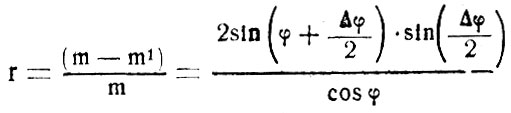 r = (m — m¹) / m = 2sin(φ + Δφ/2) · sin(Δφ/2) / cos φ